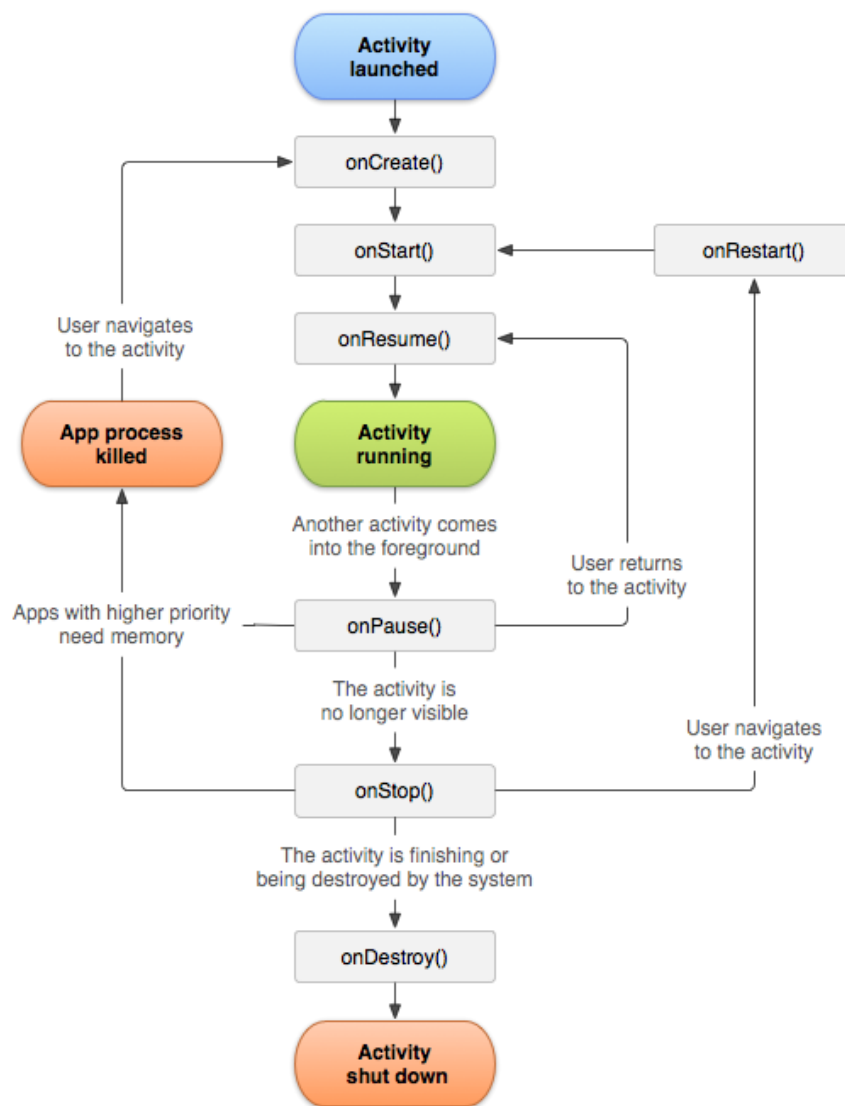 Activity
launched
onCreate()
onStart()
onRestart()
User navigates
to the activity
onResume()
App process
killed
Activity
running
Another activity comes
into the foreground
User returns
to the activity
Apps with higher priority
need memory
onPause()
The activity is
no longer visible
User navigates
to the activity
onStop()
The activity is finishing or
being destroyed by the system
onDestroy()
Activity
shut down